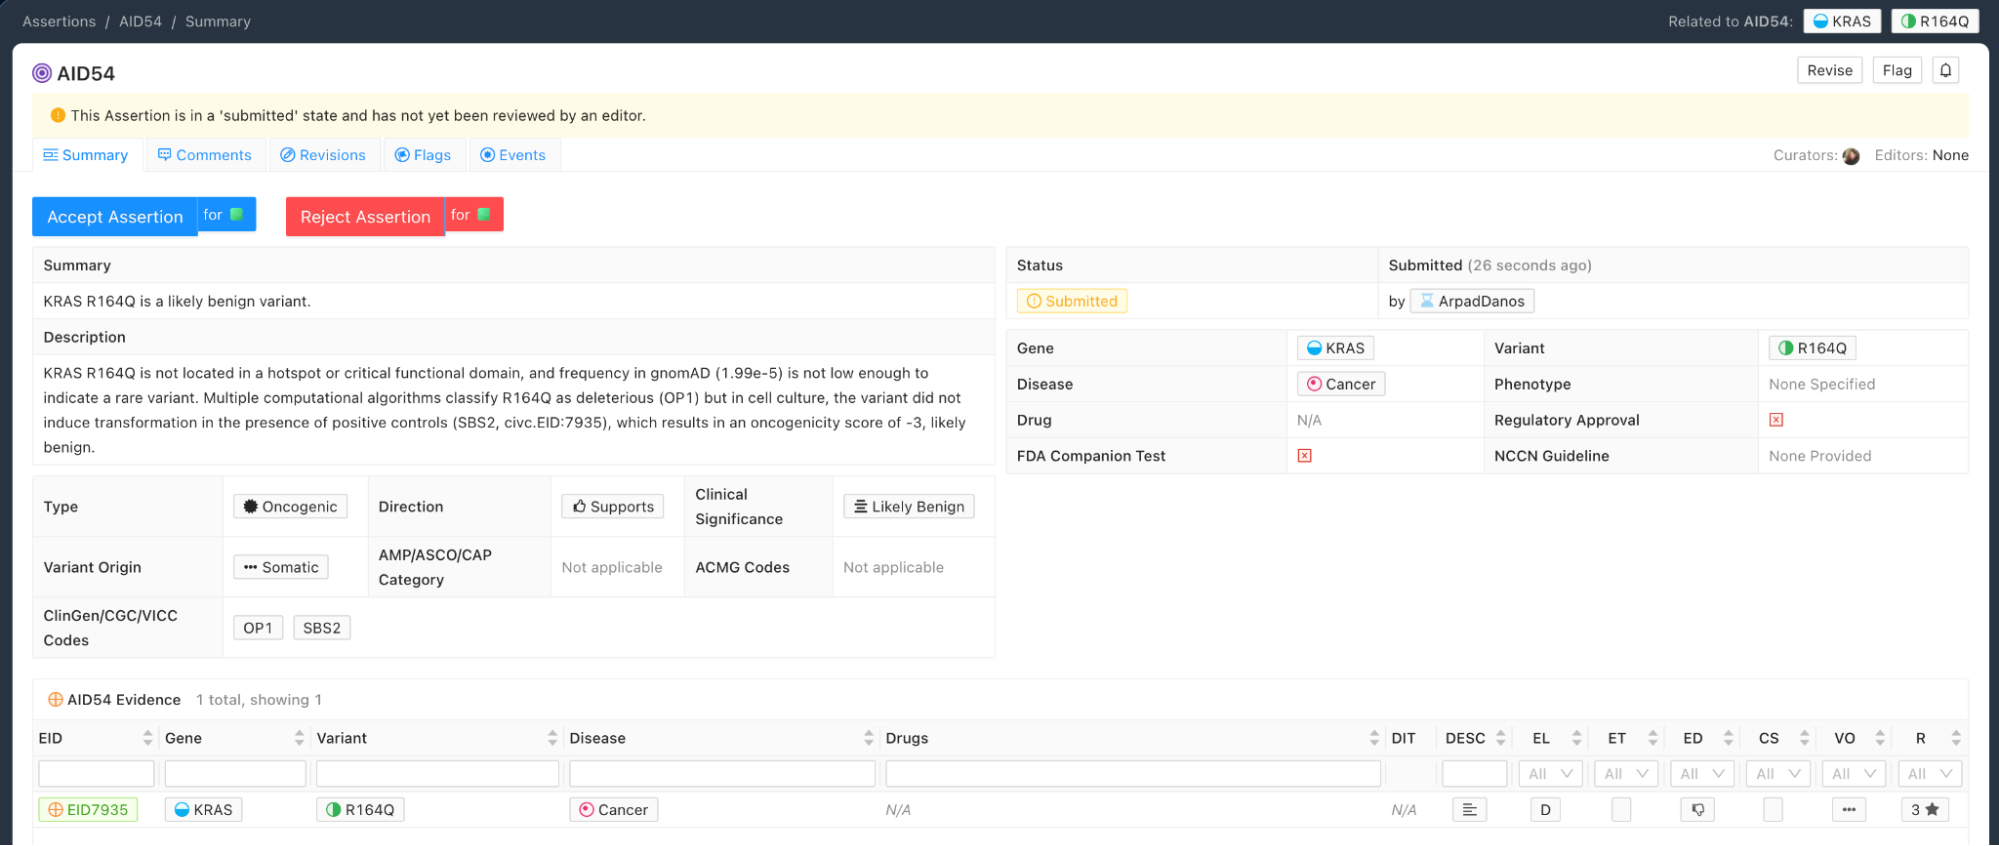 Assertions / AID54 / Summary
Related to AID54: KRAS R164Q
AID54
Revise Flag
This Assertion is in a 'submitted' state and has not yet been reviewed by an editor.
Summary Comments Revisions Flags Events
Curators: Editors: None
Accept Assertion for
Reject Assertion for
Summary
KRAS R164Q is a likely benign variant.
Description
KRAS R164Q is not located in a hotspot or critical functional domain, and frequency in gnomAD (1.99e-5) is not low enough to
indicate a rare variant. Multiple computational algorithms classify R164Q as deleterious (OP1) but in cell culture, the variant did not
induce transformation in the presence of positive controls (SBS2, civc.EID:7935), which results in an oncogenicity score of -3, likely
benign.
Type Oncogenic Direction Supports Clinical
Significance Likely Benign
Variant Origin Somatic AMP/ASCO/CAP
Category Not applicable ACMG Codes Not applicable
ClinGen/CGC/VICC
Codes OP1 SBS2
Status Submitted (26 seconds ago)
Submitted by ArpadDanos
Gene KRAS Variant R164Q
Disease Cancer Phenotype None Specified
Drug N/A Regulatory Approval
FDA Companion Test NCCN Guideline None Provided
AID54 Evidence 1 total, showing 1
EID Gene Variant Disease Drugs DIT DESC EL ET ED CS VO R
All All All All All All
EID7935 KRAS R164Q Cancer N/A N/A D 3